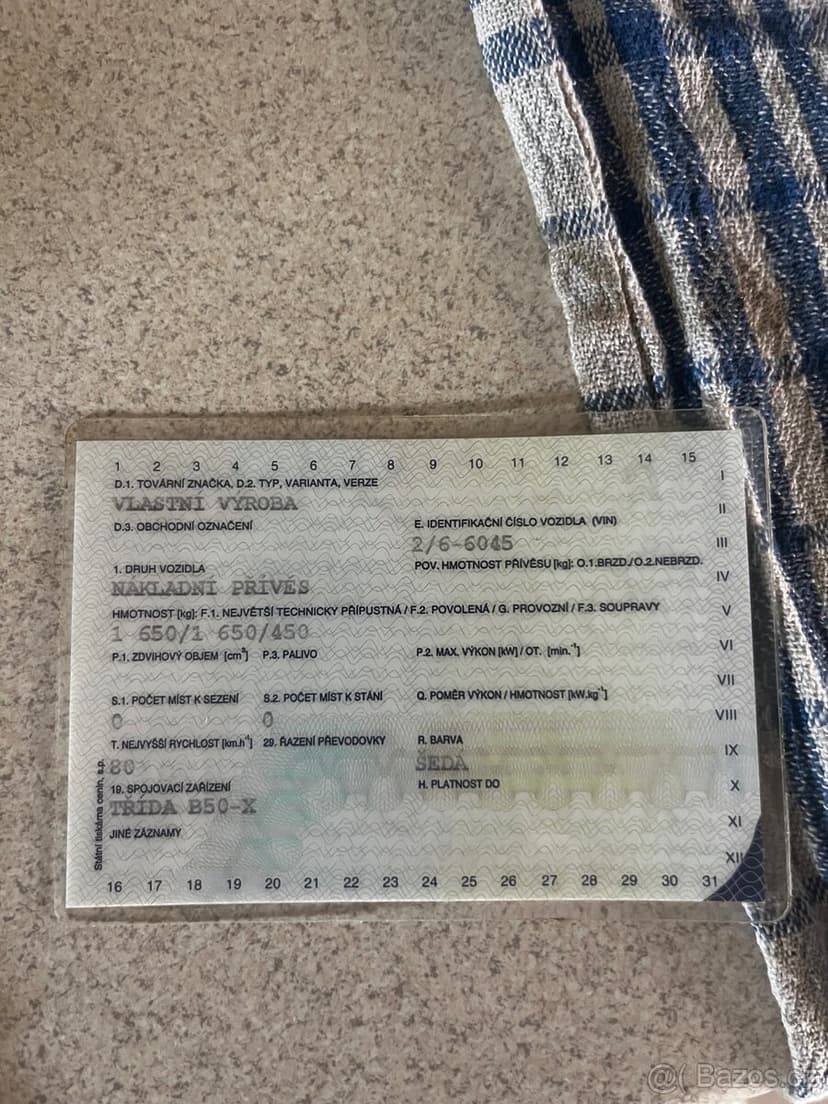 1 2 3 4 5 6 7 8 9 10 11 12 13 14 15
D.1. TOVÁRNÍ ZNAČKA, D.2. TYP, VARIANTA, VERZE
I
VLASTNÍ VÝROBA
II
D.3. OBCHODNÍ OZNAČENÍ
E. IDENTIFIKAČNÍ ČÍSLO VOZIDLA (VIN)
2/6-6045
III
1. DRUH VOZIDLA
POV. HMOTNOST PŘÍVĚSU [kg]: O.1.BRZD./O.2.NEBRZD.
NÁKLADNÍ PŘÍVĚS
IV
HMOTNOST [kg]: F.1. NEJVĚTŠÍ TECHNICKY PŘÍPUSTNÁ / F.2. POVOLENÁ / G. PROVOZNÍ / F.3. SOUPRAVY
V
1 650/1 650/450
P.1. ZDVIHOVÝ OBJEM [cm³]
P.3. PALIVO
P.2. MAX. VÝKON [kW] / OT. [min.⁻¹]
VI
VII
S.1. POČET MÍST K SEZENÍ
S.2. POČET MÍST K STÁNÍ
Q. POMĚR VÝKON / HMOTNOST [kW.kg⁻¹]
0
0
VIII
T. NEJVYŠŠÍ RYCHLOST [km.h⁻¹]
29. ŘAZENÍ PŘEVODOVKY
R. BARVA
80
ŠEDÁ
IX
19. SPOJOVACÍ ZAŘÍZENÍ
H. PLATNOST DO
X
TŘÍDA B50-X
XI
JINÉ ZÁZNAMY
XII
16 17 18 19 20 21 22 23 24 25 26 27 28 29 30 31
Státní tiskárna cenin, s.p.
@( Bazos.cz